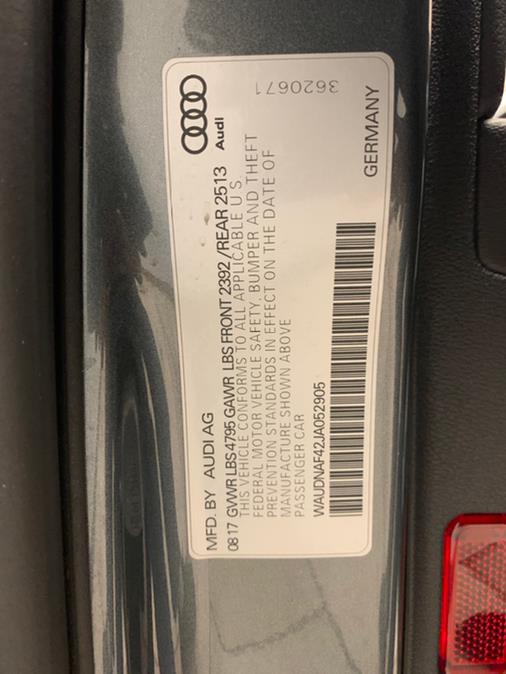 MFD. BY AUDI AG
Audi
0817 GVWR LBS 4795 GAWR LBS FRONT 2392/REAR 2513
THIS VEHICLE CONFORMS TO ALL APPLICABLE U S.
FEDERAL MOTOR VEHICLE SAFETY. BUMPER AND THEFT
PREVENTION STANDARDS IN EFFECT ON THE DATE OF
MANUFACTURE SHOWN ABOVE
PASSENGER CAR
3620671
WAUDNAF42JA052905
GERMANY